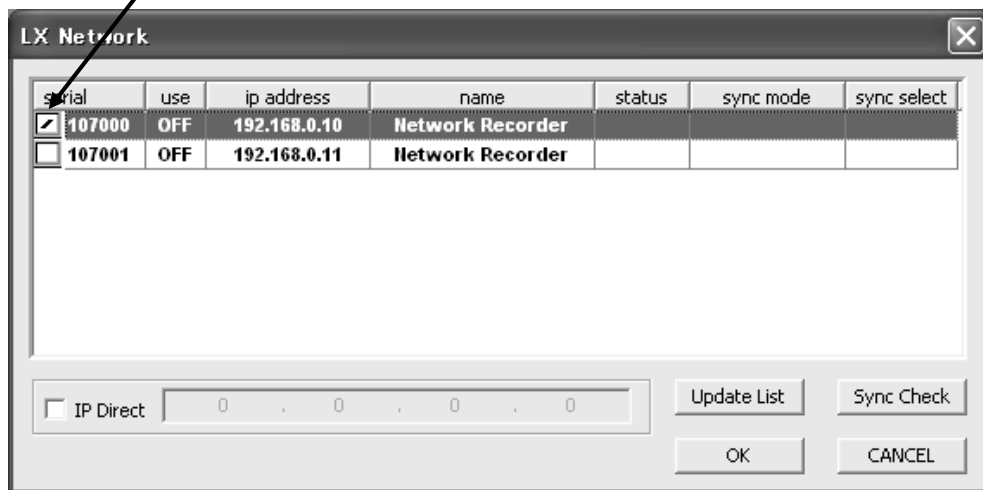 LX Network
serial use ip address name status sync mode sync select
107000 OFF 192.168.0.10 Network Recorder
107001 OFF 192.168.0.11 Network Recorder
IP Direct 0 . 0 . 0 . 0 Update List Sync Check
OK CANCEL